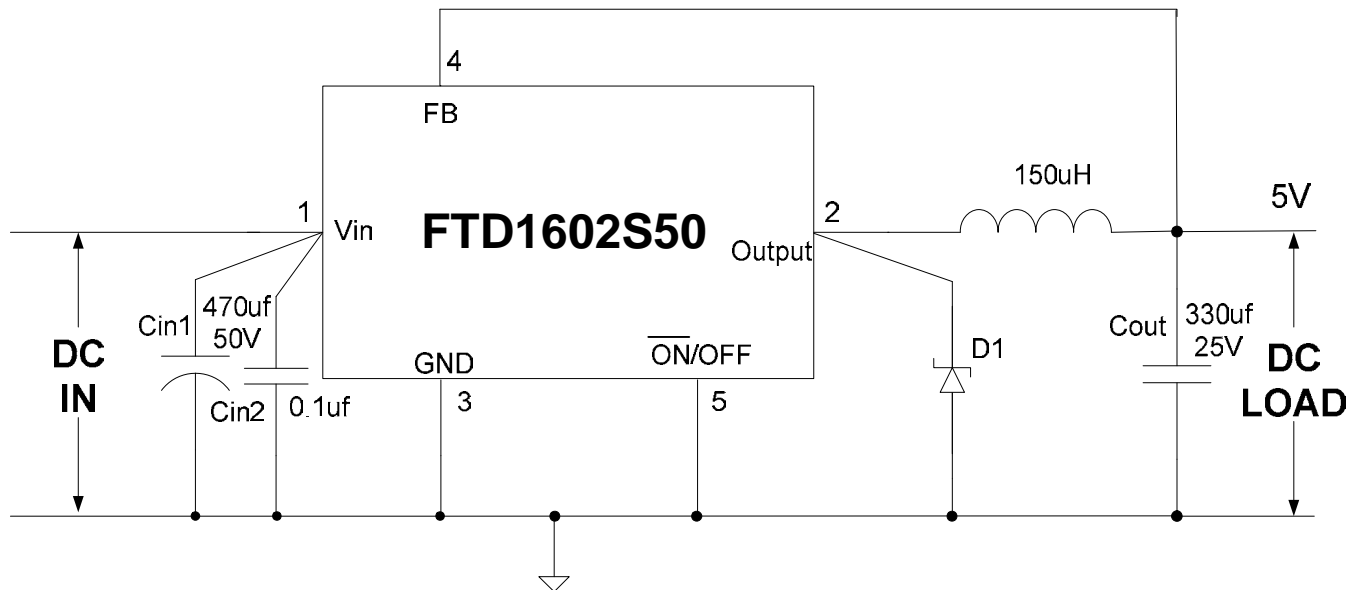 4
FB
150uH
5V
1
2
Vin
FTD1602S50
Output
470uf
50V
Cin1
330uf
25V
Cout
D1
DC
IN
DC
LOAD
GND
ON/OFF
Cin2
0.1uf
3
5